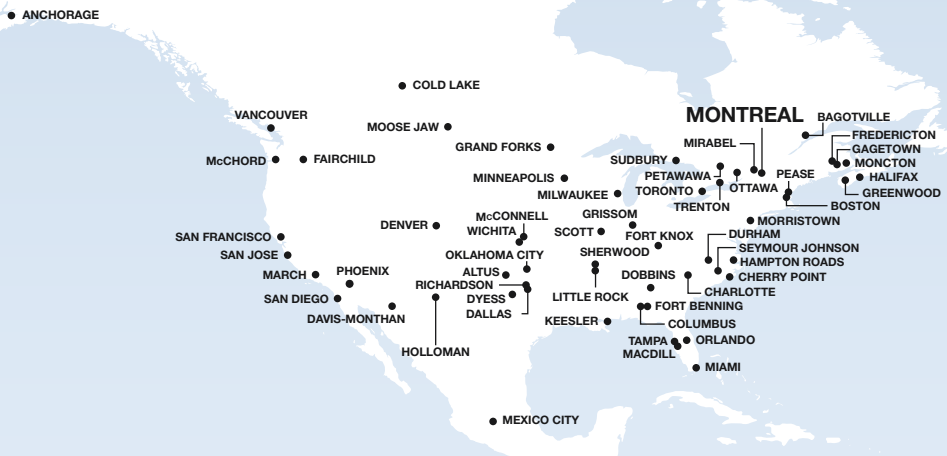 ANCHORAGE
COLD LAKE
VANCOUVER
MONTREAL
BAGOTVILLE
MOOSE JAW
FREDERICTON
MIRABEL
GAGETOWN
GRAND FORKS
McCHORD
FAIRCHILD
SUDBURY
MONCTON
PETAWAWA
PEASE
HALIFAX
MINNEAPOLIS
OTTAWA
TORONTO
MILWAUKEE
GREENWOOD
TRENTON
BOSTON
McCONNELL
GRISSOM
MORRISTOWN
DENVER
WICHITA
SCOTT
FORT KNOX
DURHAM
SAN FRANCISCO
SEYMOUR JOHNSON
SAN JOSE
OKLAHOMA CITY
SHERWOOD
HAMPTON ROADS
MARCH
PHOENIX
ALTUS
DOBBINS
CHERRY POINT
RICHARDSON
CHARLOTTE
SAN DIEGO
DYESS
LITTLE ROCK
FORT BENNING
DAVIS-MONTHAN
DALLAS
KEESLER
COLUMBUS
TAMPA
ORLANDO
HOLLOMAN
MACDILL
MIAMI
MEXICO CITY